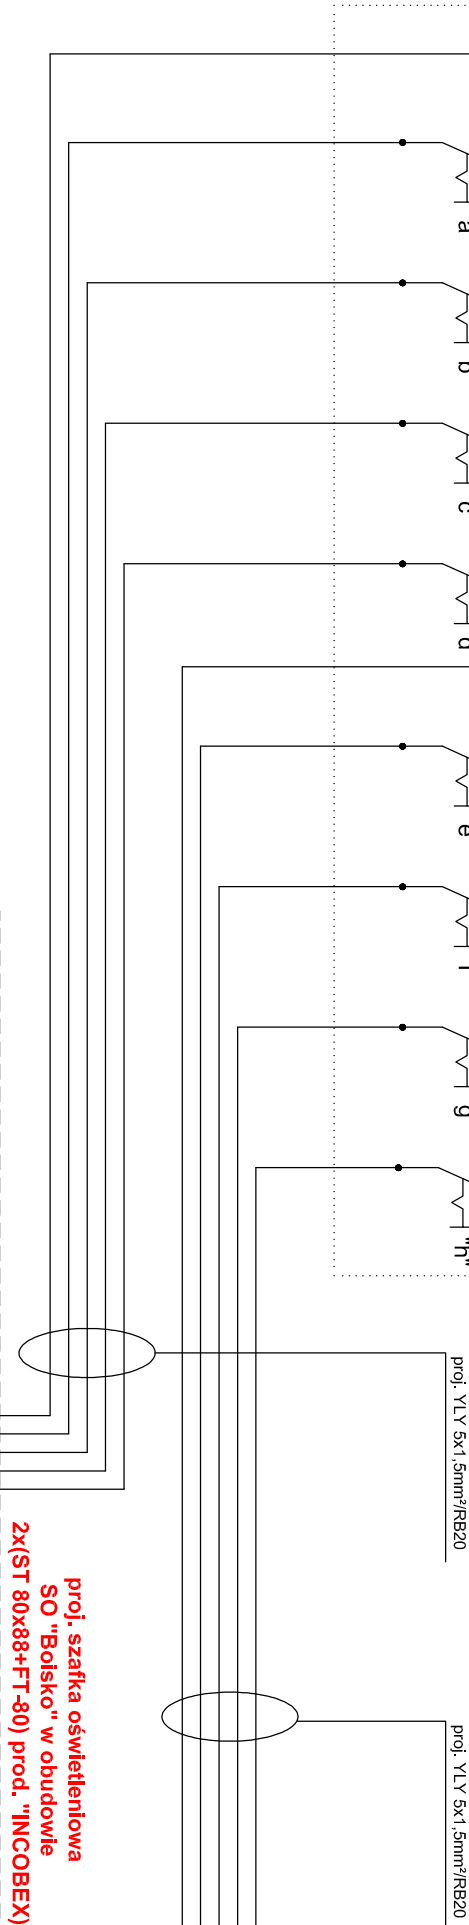 a
b
c
d
e
g
"h"
proj. YLY 5x1,5mm²/RB20
proj. YLY 5x1,5mm²/RB20
proj. szafka oświetleniowa
SO "Boisko" w obudowie
2x(ST 80x88+FT-80) prod. "INCOBEX)